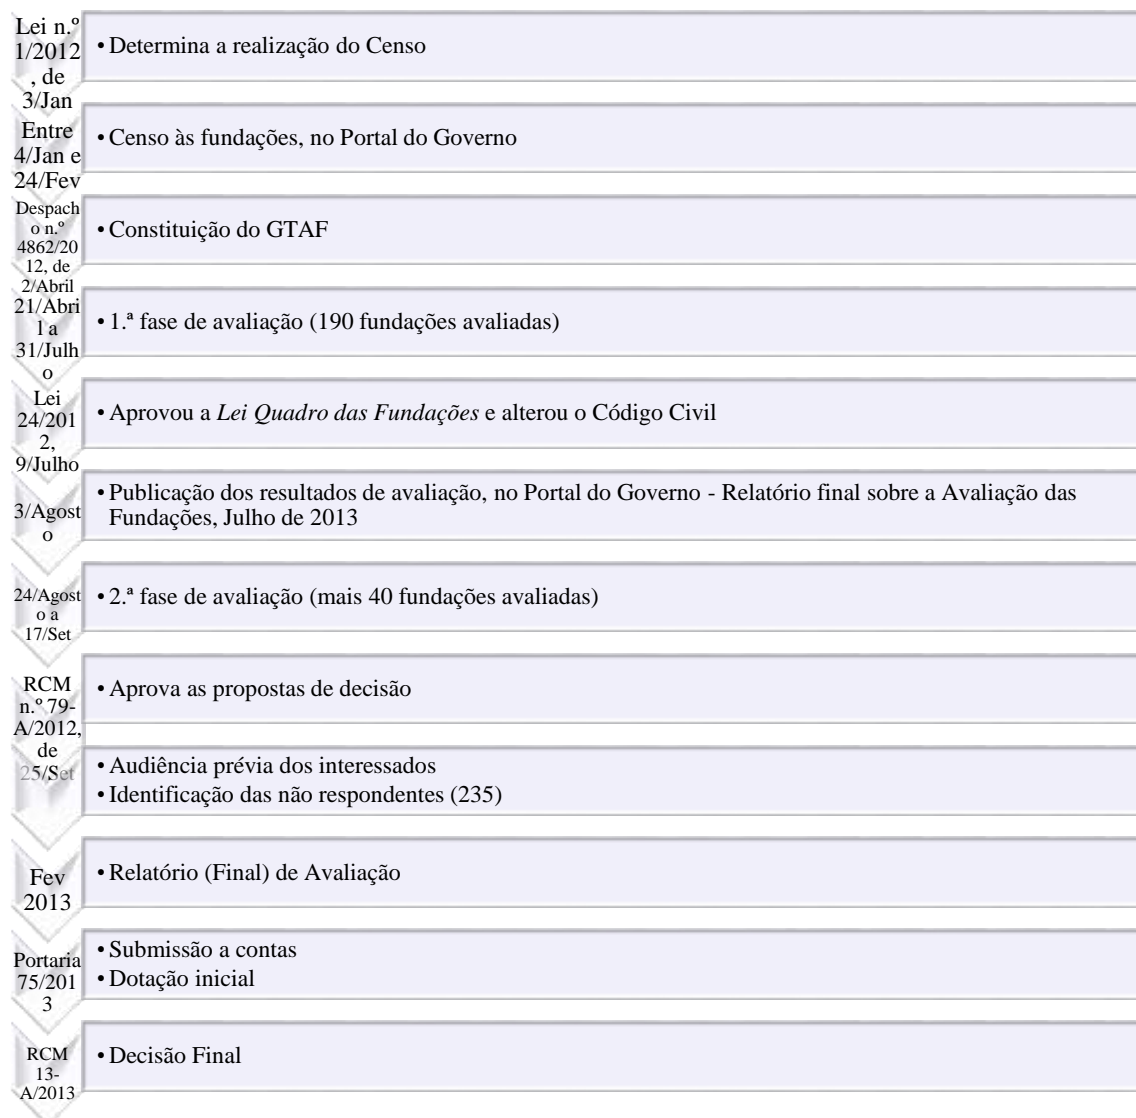 Lei n.º
1/2012
, de
3/Jan
• Determina a realização do Censo
Entre
4/Jan e
24/Fev
• Censo às fundações, no Portal do Governo
Despach
o n.º
4862/20
12, de
2/Abril
• Constituição do GTAF
21/Abri
l a
31/Julh
o
• 1.ª fase de avaliação (190 fundações avaliadas)
Lei
24/201
2,
9/Julho
• Aprovou a Lei Quadro das Fundações e alterou o Código Civil
3/Agost
o
• Publicação dos resultados de avaliação, no Portal do Governo - Relatório final sobre a Avaliação das
Fundações, Julho de 2013
24/Agost
o a
17/Set
• 2.ª fase de avaliação (mais 40 fundações avaliadas)
RCM
n.º 79-
A/2012,
de
25/Set
• Aprova as propostas de decisão
• Audiência prévia dos interessados
• Identificação das não respondentes (235)
Fev
2013
• Relatório (Final) de Avaliação
Portaria
75/201
3
• Submissão a contas
• Dotação inicial
RCM
13-
A/2013
• Decisão Final